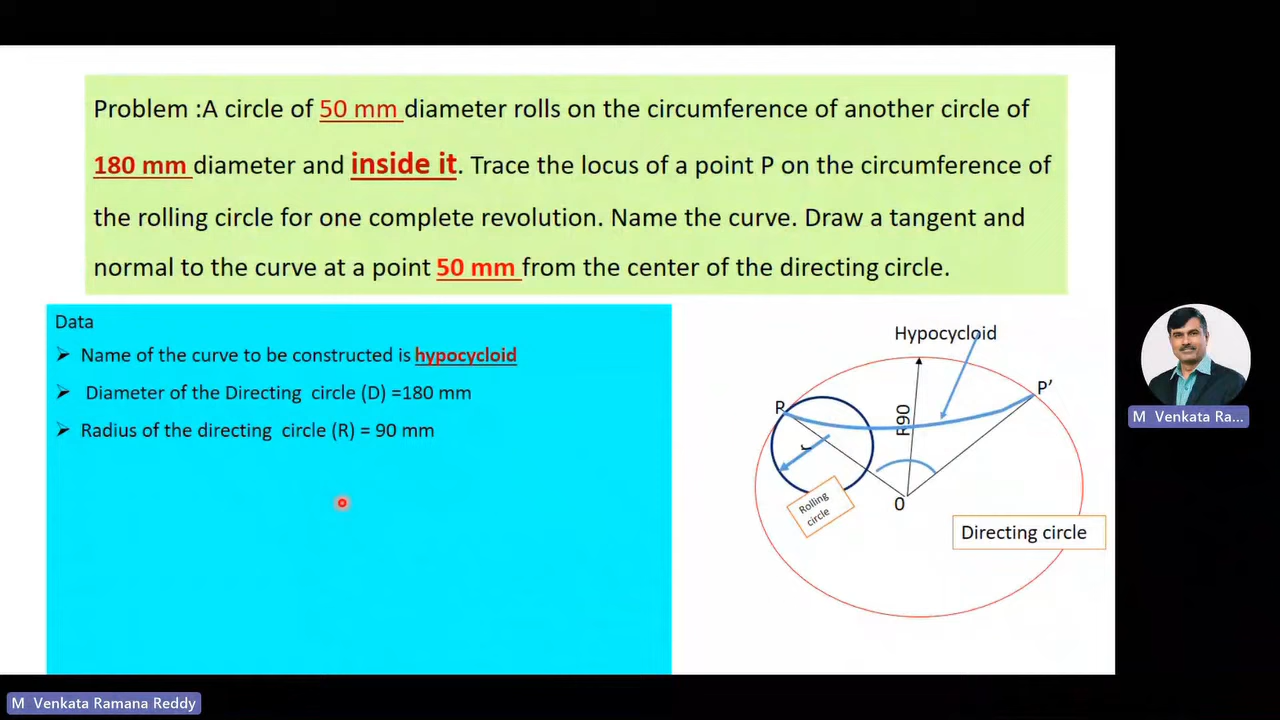 Problem :A circle of 50 mm diameter rolls on the circumference of another circle of
180 mm diameter and inside it. Trace the locus of a point P on the circumference of
the rolling circle for one complete revolution. Name the curve. Draw a tangent and
normal to the curve at a point 50 mm from the center of the directing circle.
Data
➢ Name of the curve to be constructed is hypocycloid
➢ Diameter of the Directing circle (D) =180 mm
➢ Radius of the directing circle (R) = 90 mm
Hypocycloid
P'
R90
r
Rolling
circle
O
Directing circle
M Venkata Ra...
M Venkata Ramana Reddy